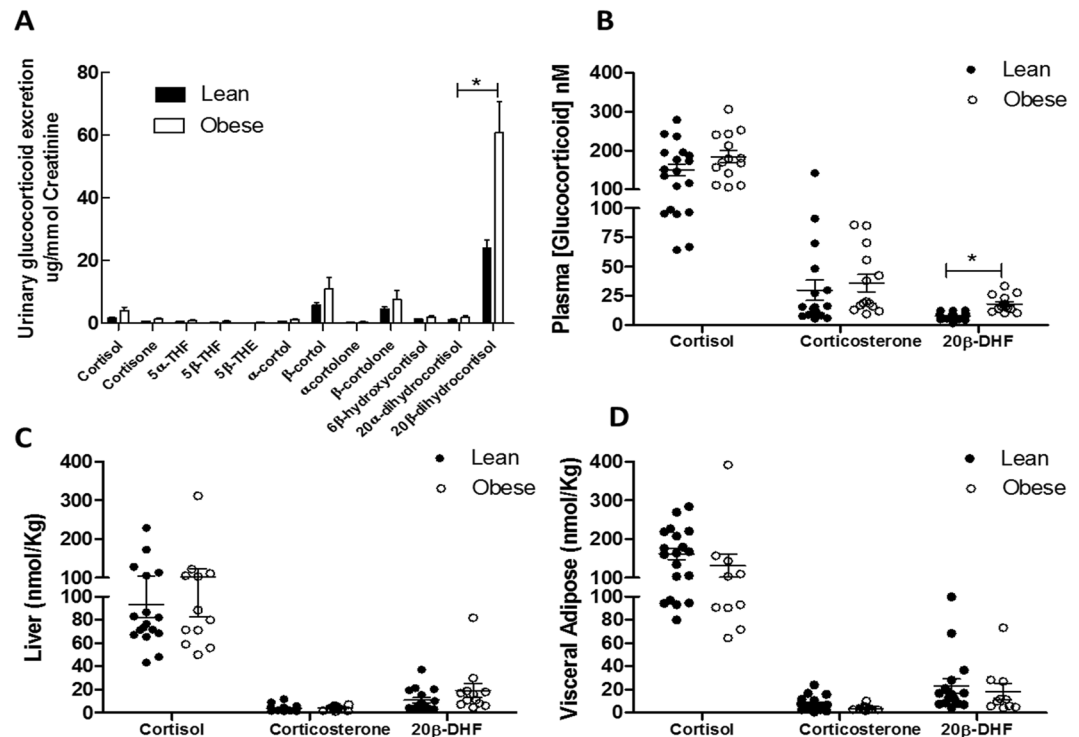 A
Urinary glucocorticoid excretion
ug/mmol Creatinine
80
60
40
20
0
Lean
Obese
*
Cortisol
Cortisone
5α-THF
5β-THF
5β-THE
α-cortol
β-cortol
αcortolone
β-cortolone
6β-hydroxycortisol
20α-dihydrocortisol
20β-dihydrocortisol
B
Plasma [Glucocorticoid] nM
400
300
200
100
100
75
50
25
0
Lean
Obese
*
Cortisol
Corticosterone
20β-DHF
C
Liver (nmol/Kg)
400
300
200
100
100
80
60
40
20
0
Lean
Obese
Cortisol
Corticosterone
20β-DHF
D
Visceral Adipose (nmol/Kg)
400
300
200
100
100
80
60
40
20
0
Lean
Obese
Cortisol
Corticosterone
20β-DHF